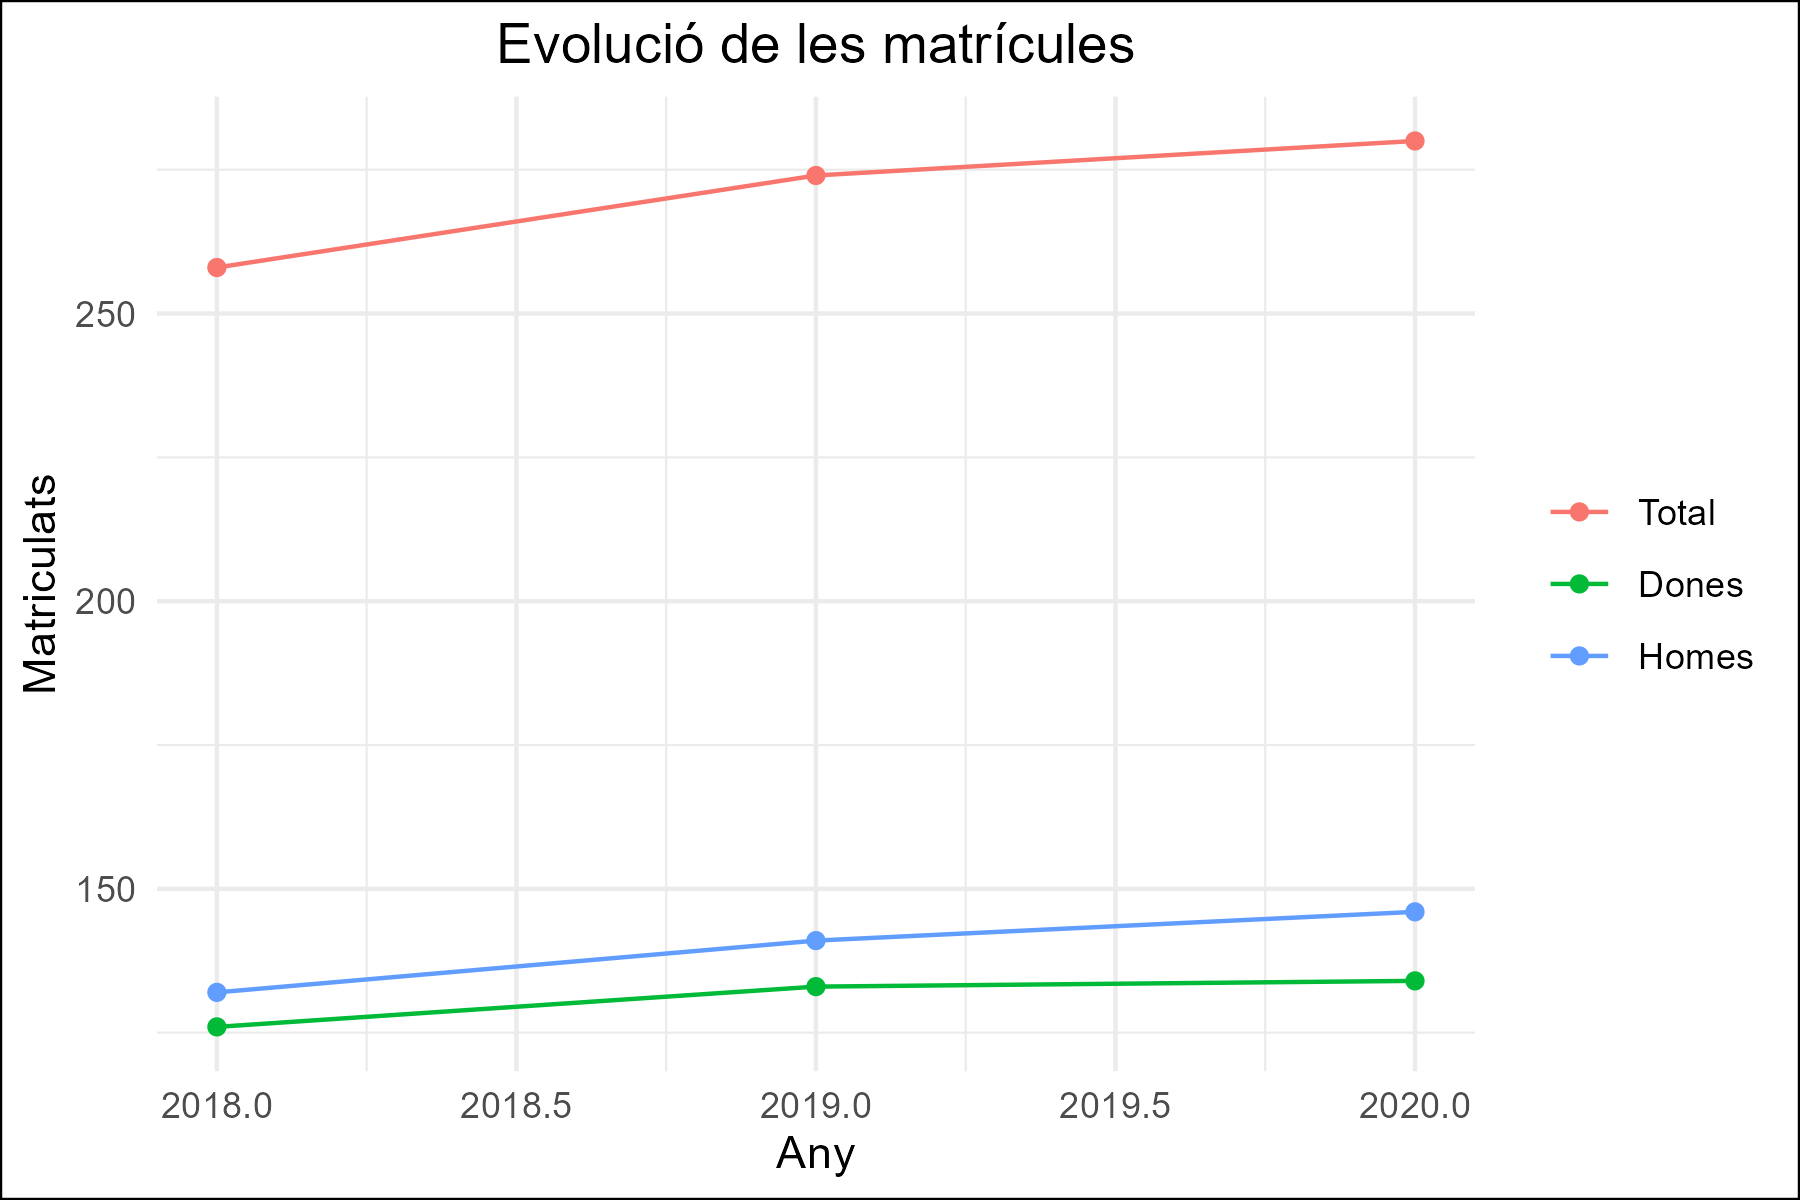 Evolució de les matrícules
Matriculats
250
200
150
2018.0
2018.5
2019.0
2019.5
2020.0
Any
Total
Dones
Homes